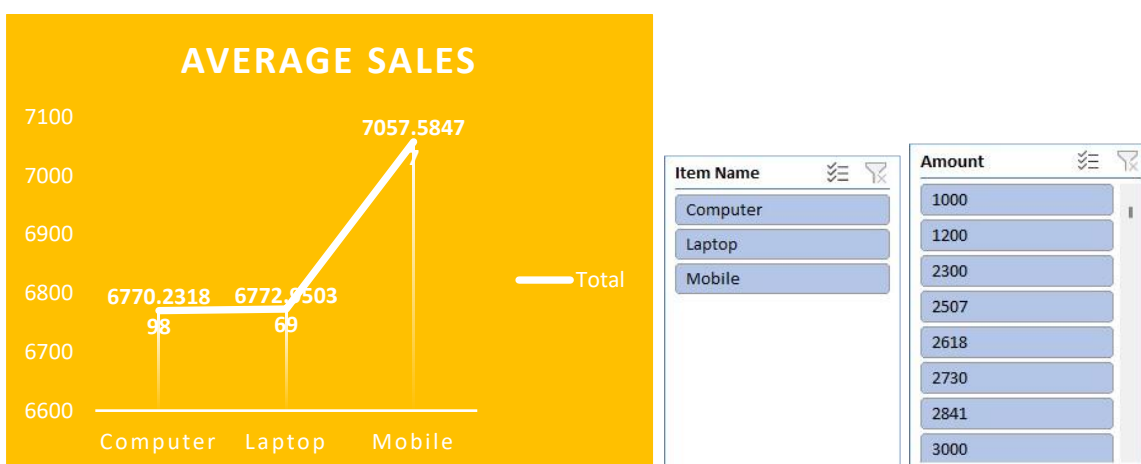 AVERAGE SALES
7100
7000
6900
6800
6700
6600
6770.2318
98
6772.9503
69
7057.5847
7
Computer Laptop Mobile
Total
Item Name
Computer
Laptop
Mobile
Amount
1000
1200
2300
2507
2618
2730
2841
3000